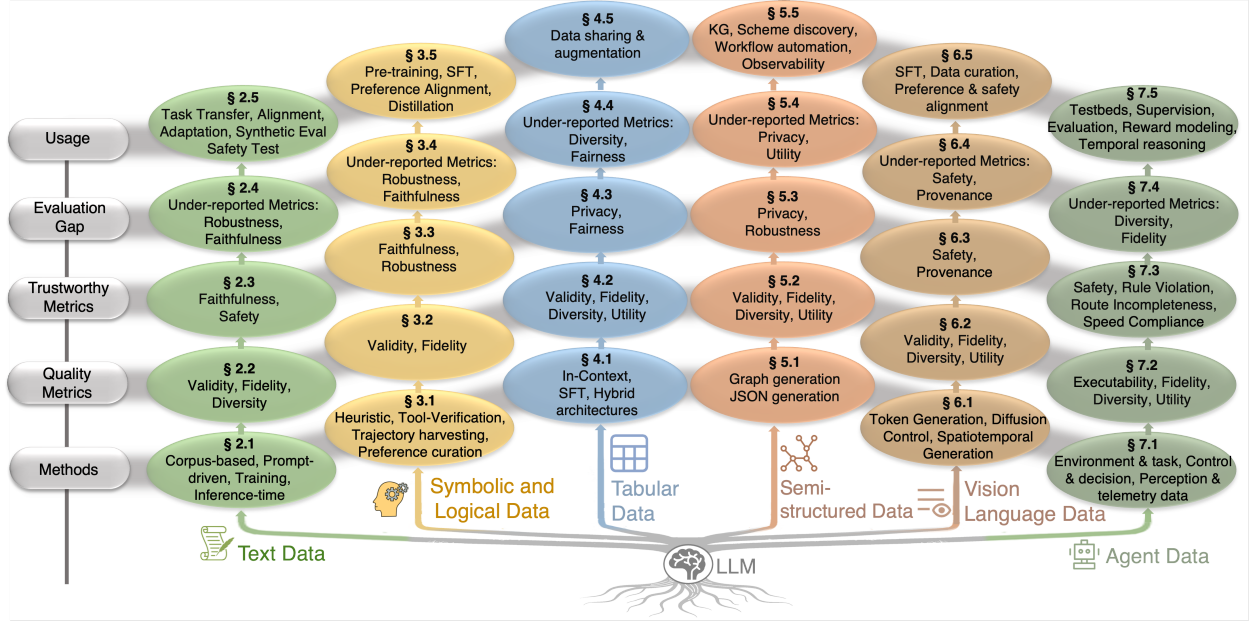 Usage
Evaluation
Gap
Trustworthy
Metrics
Quality
Metrics
Methods
§ 2.5
Task Transfer, Alignment,
Adaptation, Synthetic Eval
Safety Test
§ 2.4
Under-reported Metrics:
Robustness,
Faithfulness
§ 2.3
Faithfulness,
Safety
§ 2.2
Validity, Fidelity,
Diversity
§ 2.1
Corpus-based, Prompt-
driven, Training,
Inference-time
Text Data
§ 3.5
Pre-training, SFT,
Preference Alignment,
Distillation
§ 3.4
Under-reported Metrics:
Robustness,
Faithfulness
§ 3.3
Faithfulness,
Robustness
§ 3.2
Validity, Fidelity
§ 3.1
Heuristic, Tool-Verification,
Trajectory harvesting,
Preference curation
Symbolic and
Logical Data
§ 4.5
Data sharing &
augmentation
§ 4.4
Under-reported Metrics:
Diversity,
Fairness
§ 4.3
Privacy,
Fairness
§ 4.2
Validity, Fidelity,
Diversity, Utility
§ 4.1
In-Context,
SFT, Hybrid
architectures
Tabular
Data
§ 5.5
KG, Scheme discovery,
Workflow automation,
Observability
§ 5.4
Under-reported Metrics:
Privacy,
Utility
§ 5.3
Privacy,
Robustness
§ 5.2
Validity, Fidelity,
Diversity, Utility
§ 5.1
Graph generation
JSON generation
Semi-
structured Data
§ 6.5
SFT, Data curation,
Preference & safety
alignment
§ 6.4
Under-reported Metrics:
Safety,
Provenance
§ 6.3
Safety,
Provenance
§ 6.2
Validity, Fidelity,
Diversity, Utility
§ 6.1
Token Generation, Diffusion
Control, Spatiotemporal
Generation
Vision
Language Data
§ 7.5
Testbeds, Supervision,
Evaluation, Reward modeling,
Temporal reasoning
§ 7.4
Under-reported Metrics:
Diversity,
Fidelity
§ 7.3
Safety, Rule Violation,
Route Incompleteness,
Speed Compliance
§ 7.2
Executability, Fidelity,
Diversity, Utility
§ 7.1
Environment & task, Control
& decision, Perception &
telemetry data
Agent Data
LLM